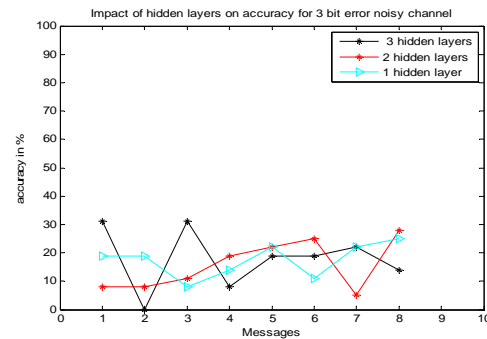 Impact of hidden layers on accuracy for 3 bit error noisy channel
100
90
80
70
60
50
40
30
20
10
0
accuracy in %
3 hidden layers
2 hidden layers
1 hidden layer
0 1 2 3 4 5 6 7 8 9 10
Messages